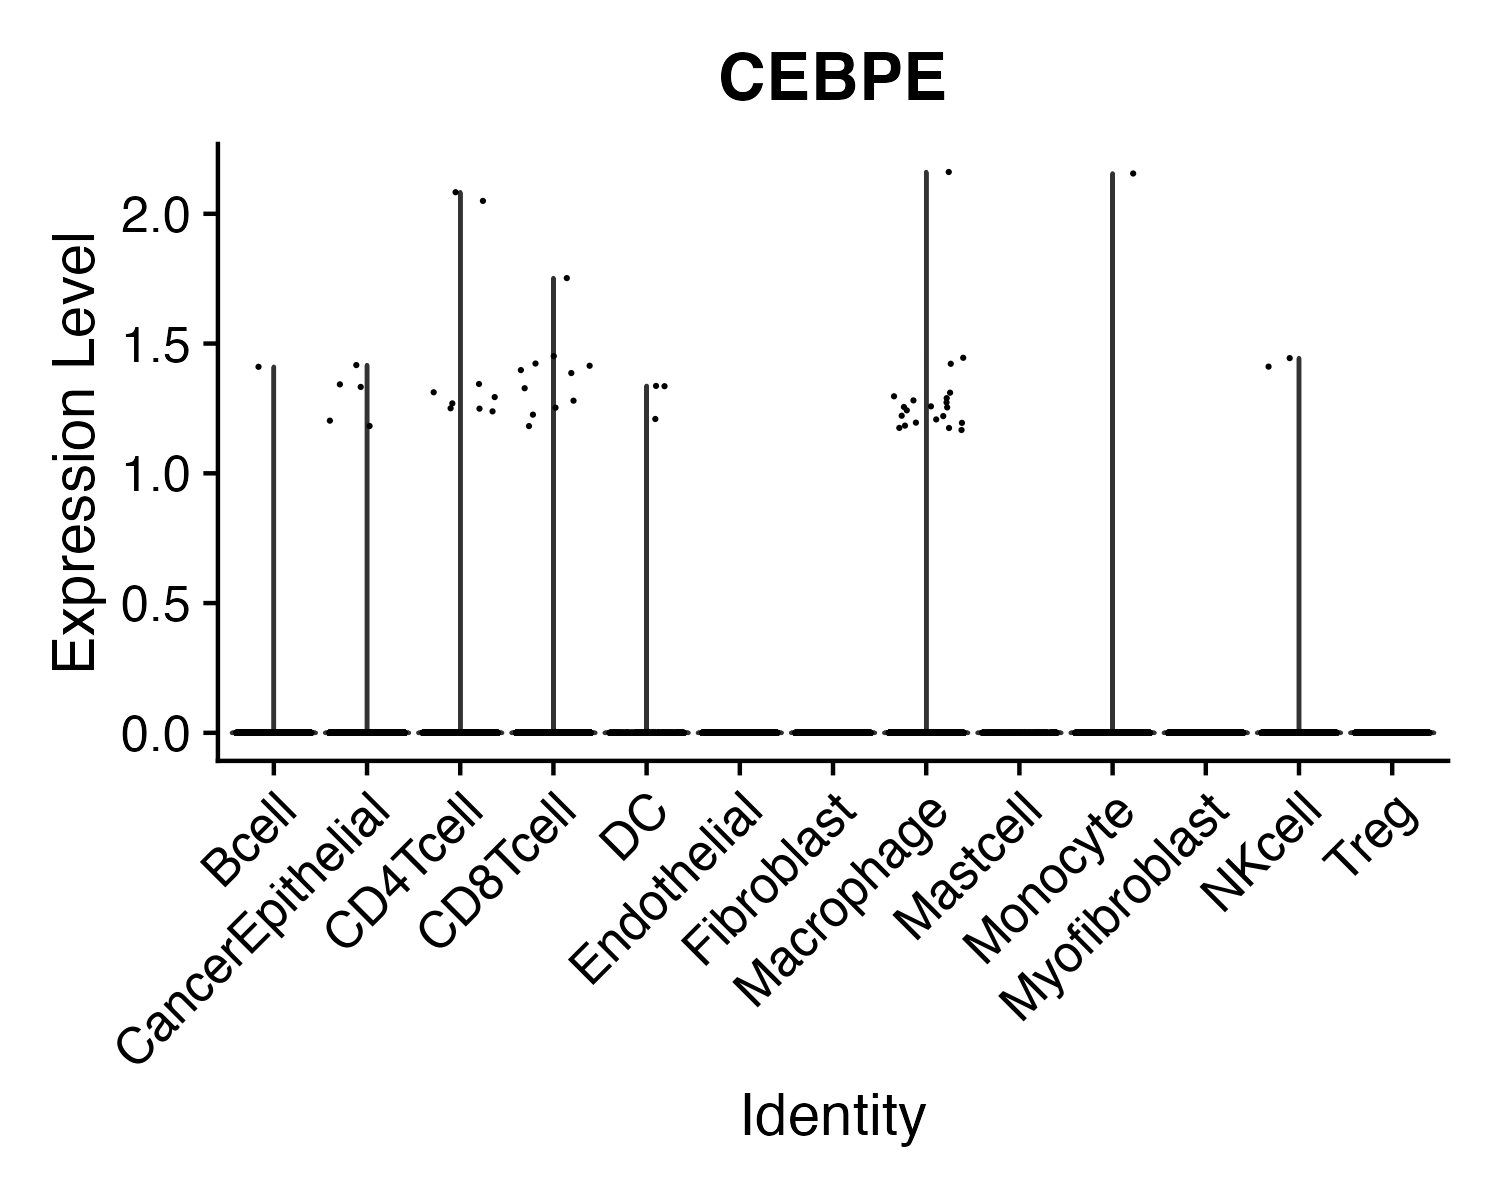 CEBPE
Expression Level
2.0
1.5
1.0
0.5
0.0
Bcell
CancerEpithelial
CD4Tcell
CD8Tcell
DC
Endothelial
Fibroblast
Macrophage
Mastcell
Monocyte
Myofibroblast
NKcell
Treg
Identity